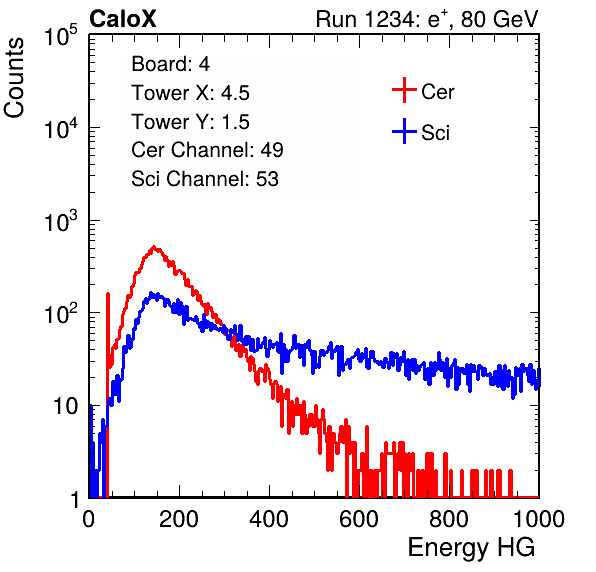 CaloX Run 1234: e⁺, 80 GeV
Counts
10⁵
10⁴
10³
10²
10
1
Board: 4
Tower X: 4.5
Tower Y: 1.5
Cer Channel: 49
Sci Channel: 53
Cer
Sci
0 200 400 600 800 1000
Energy HG